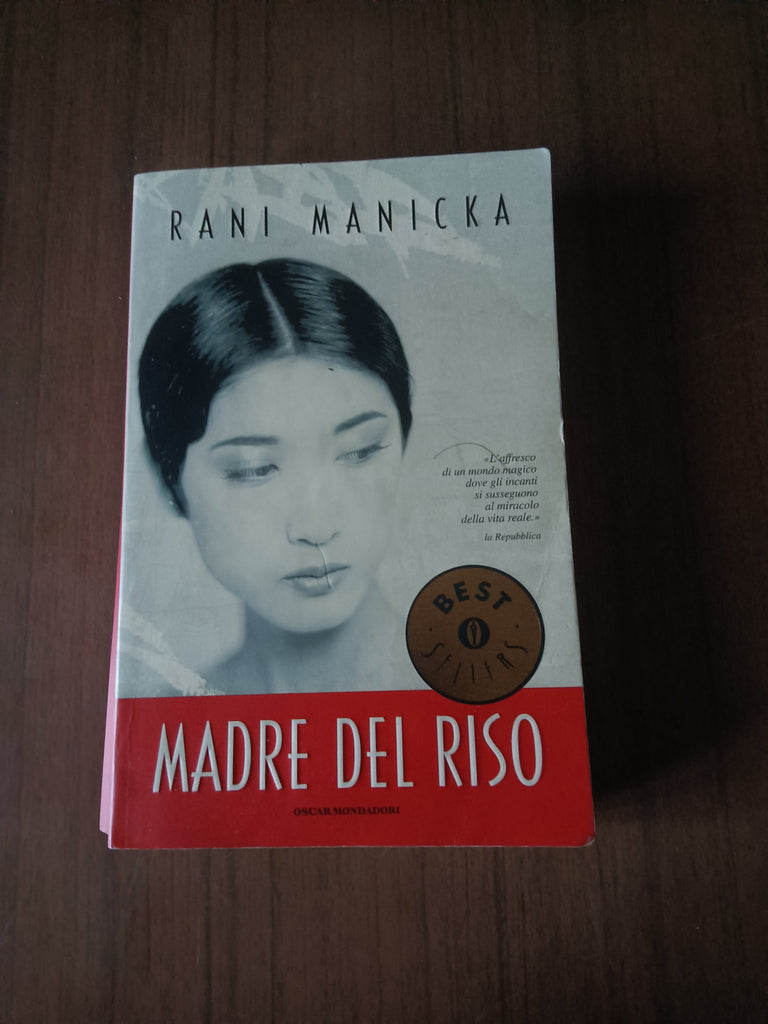 RANI MANICKA
«L'affresco
di un mondo magico
dove gli incanti
si susseguono
al miracolo
della vita reale.»
la Repubblica
BEST
O
SELLERS
MADRE DEL RISO
OSCAR MONDADORI